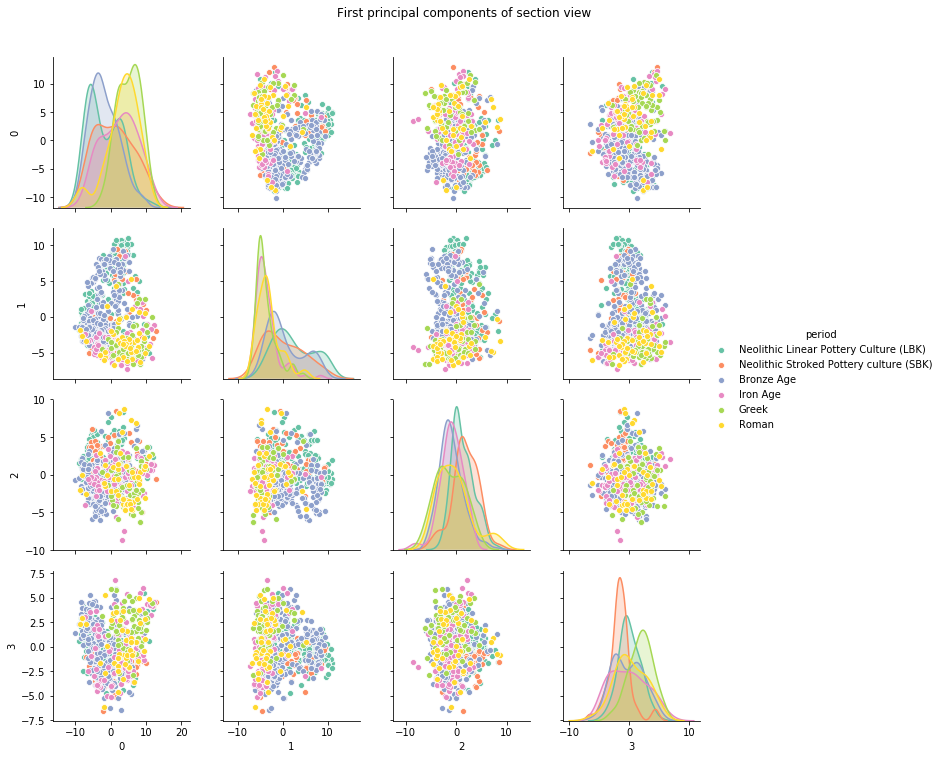 First principal components of section view
10
5
0
−5
−10
0
10
5
0
−5
1
period
Neolithic Linear Pottery Culture (LBK)
Neolithic Stroked Pottery culture (SBK)
Bronze Age
Iron Age
Greek
Roman
10
5
0
−5
−10
2
7.5
5.0
2.5
0.0
−2.5
−5.0
−7.5
3
−10 0 10 20
−10 0 10
−10 0 10
−10 0 10
0 1 2 3